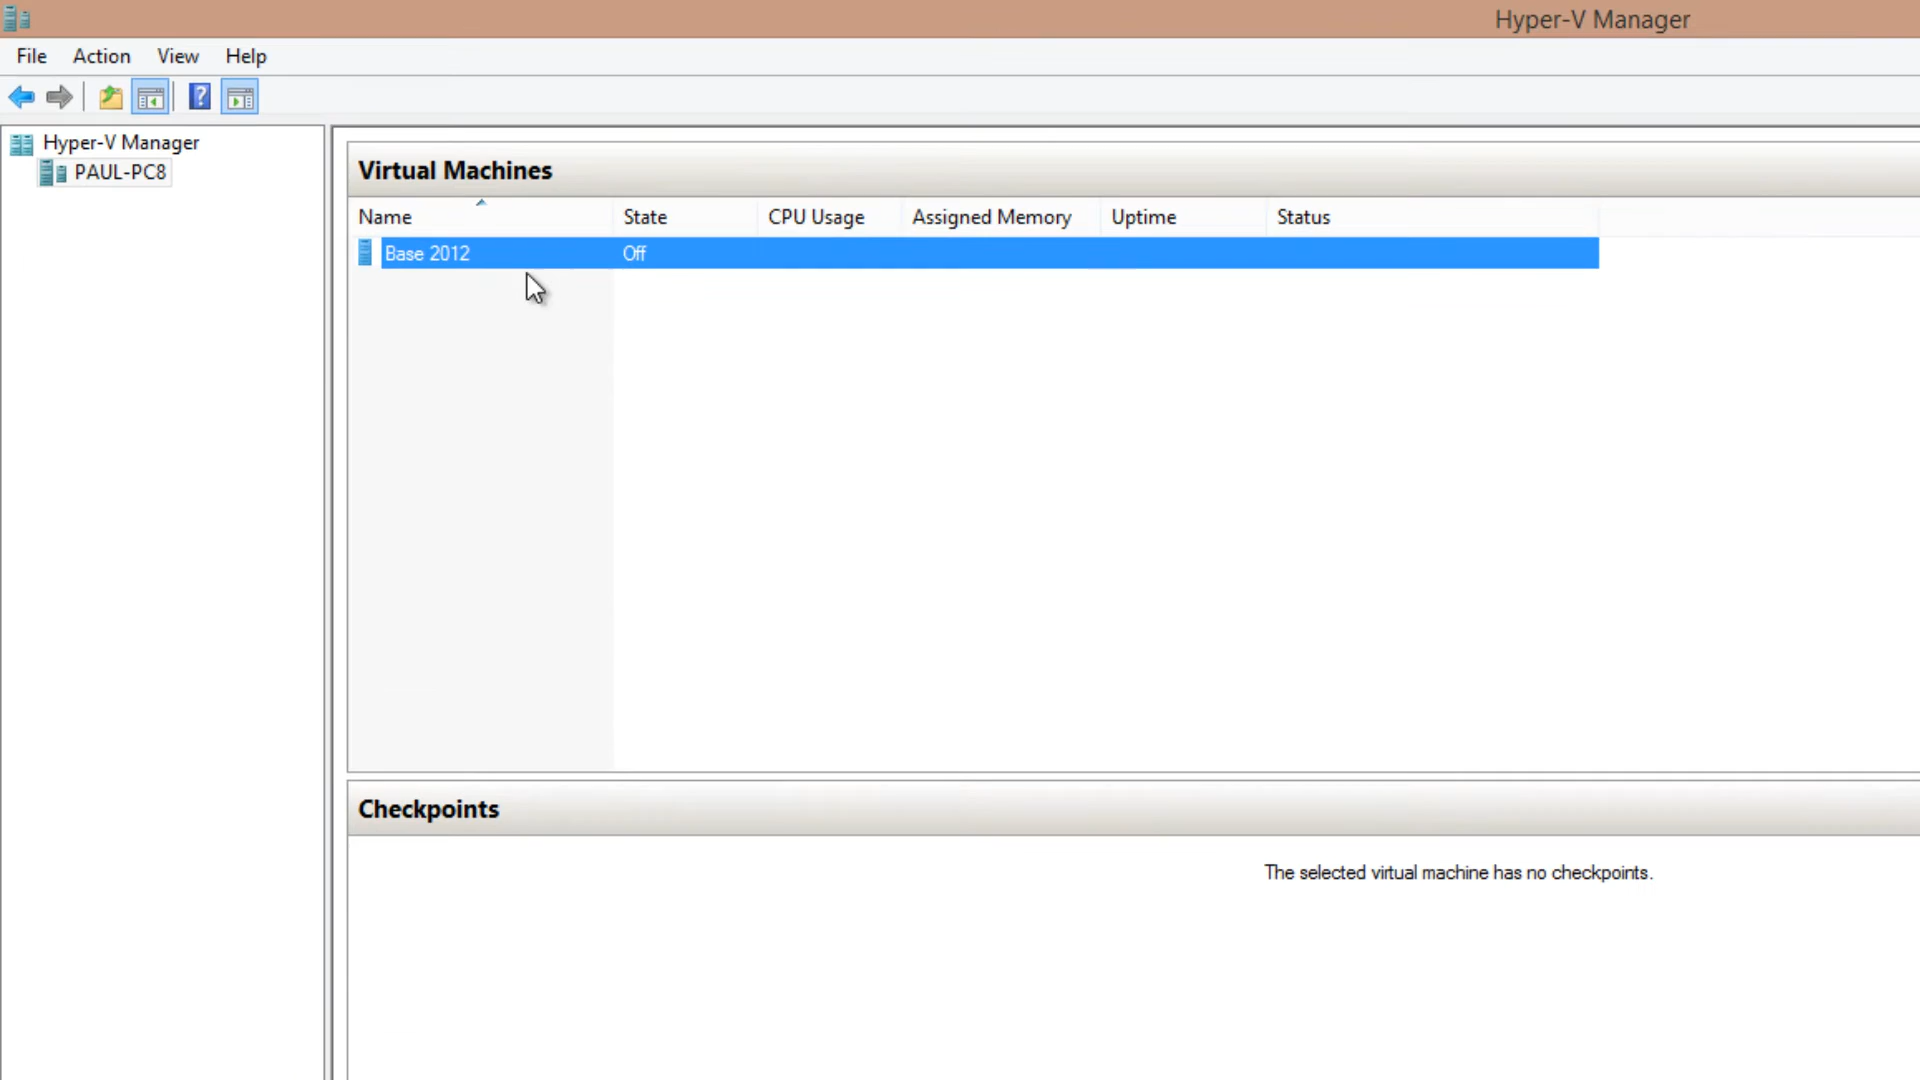 Hyper-V Manager
File Action View Help
Hyper-V Manager
PAUL-PC8
Virtual Machines
Name State CPU Usage Assigned Memory Uptime Status
Base 2012 Off
Checkpoints
The selected virtual machine has no checkpoints.